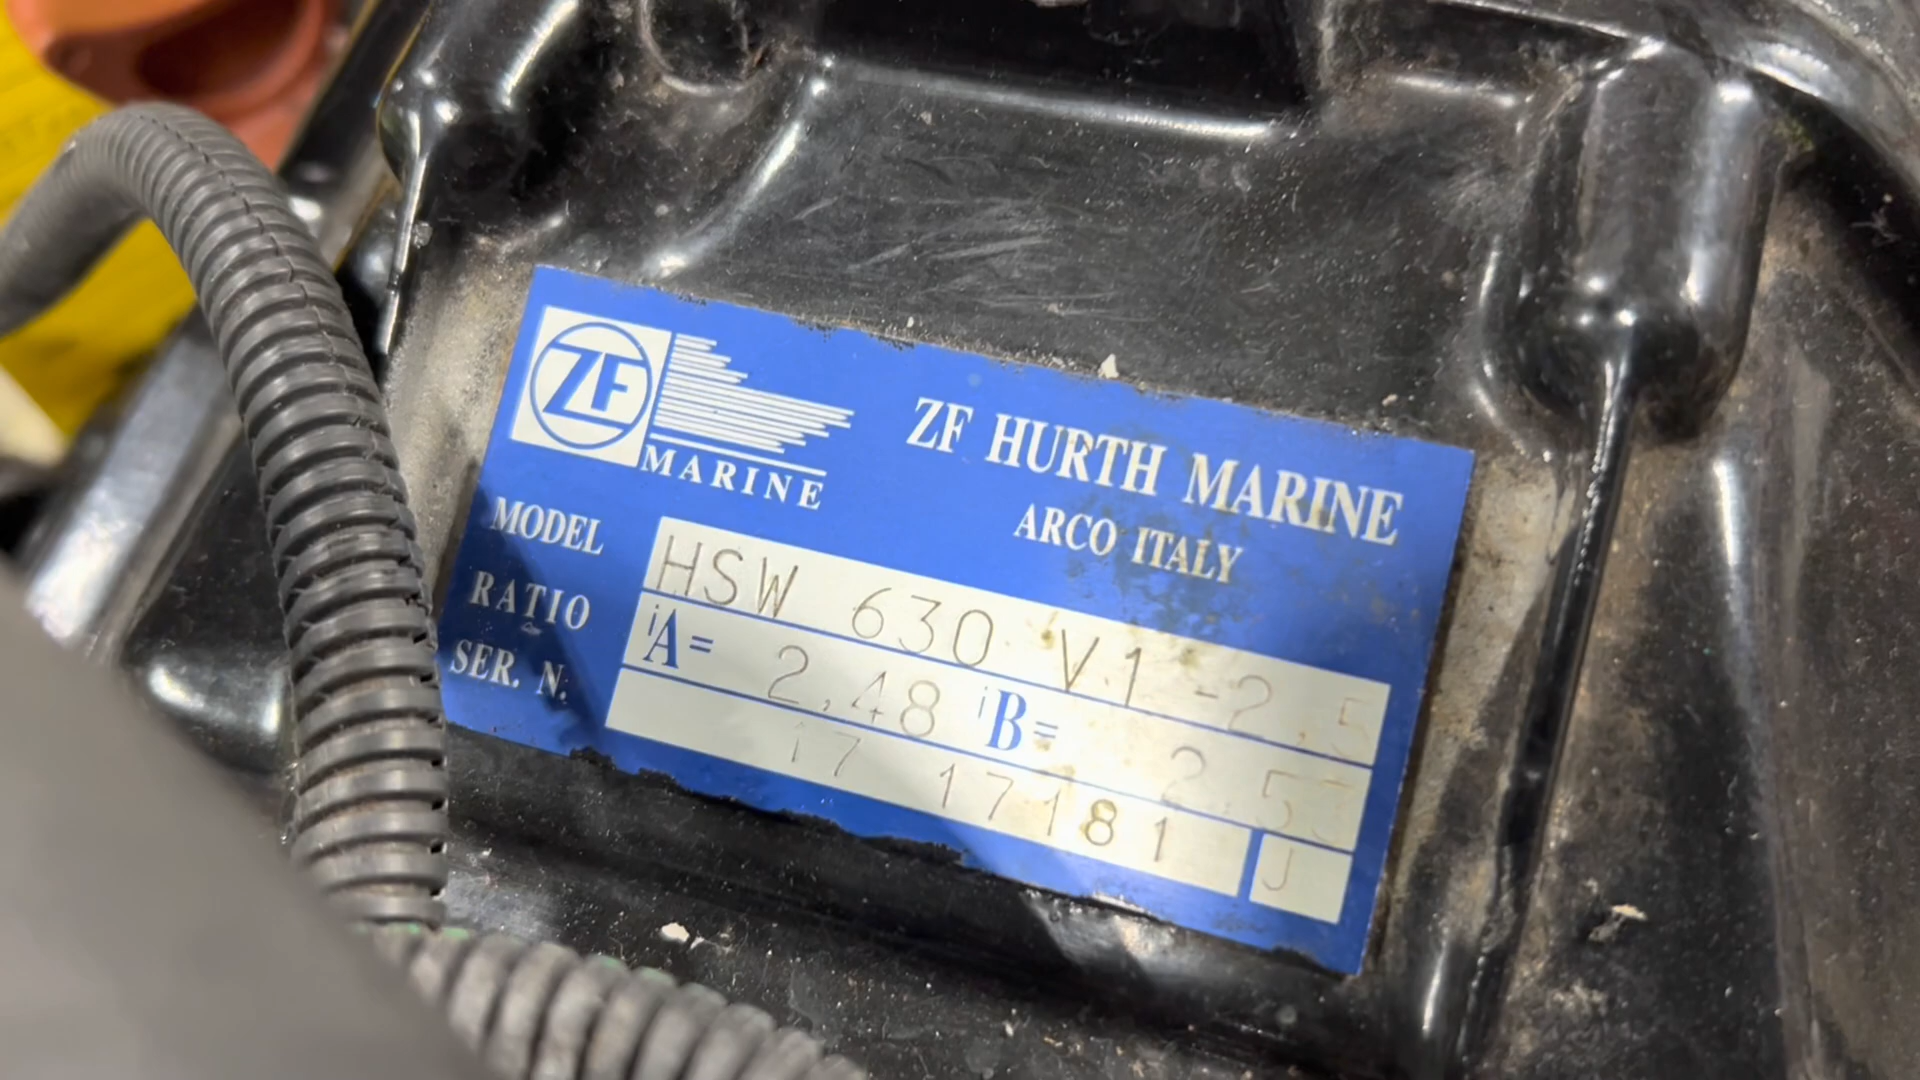 ZF
MARINE
ZF HURTH MARINE
ARCO ITALY
MODEL HSW 630 V1 -2.5
RATIO iA= 2,48 iB= 2,53
SER. N. 17 17181 J